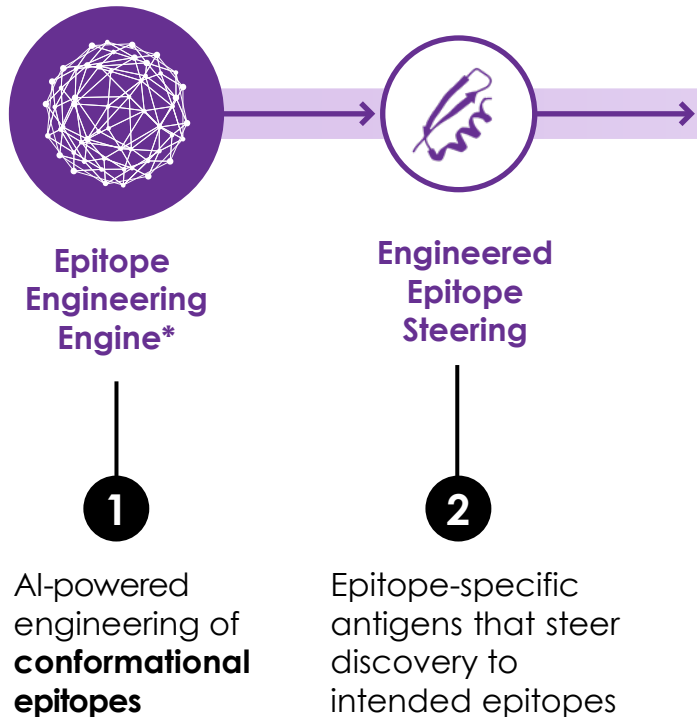 Epitope
Engineering
Engine*
Engineered
Epitope
Steering
1
2
AI-powered
engineering of
conformational
epitopes
Epitope-specific
antigens that steer
discovery to
intended epitopes